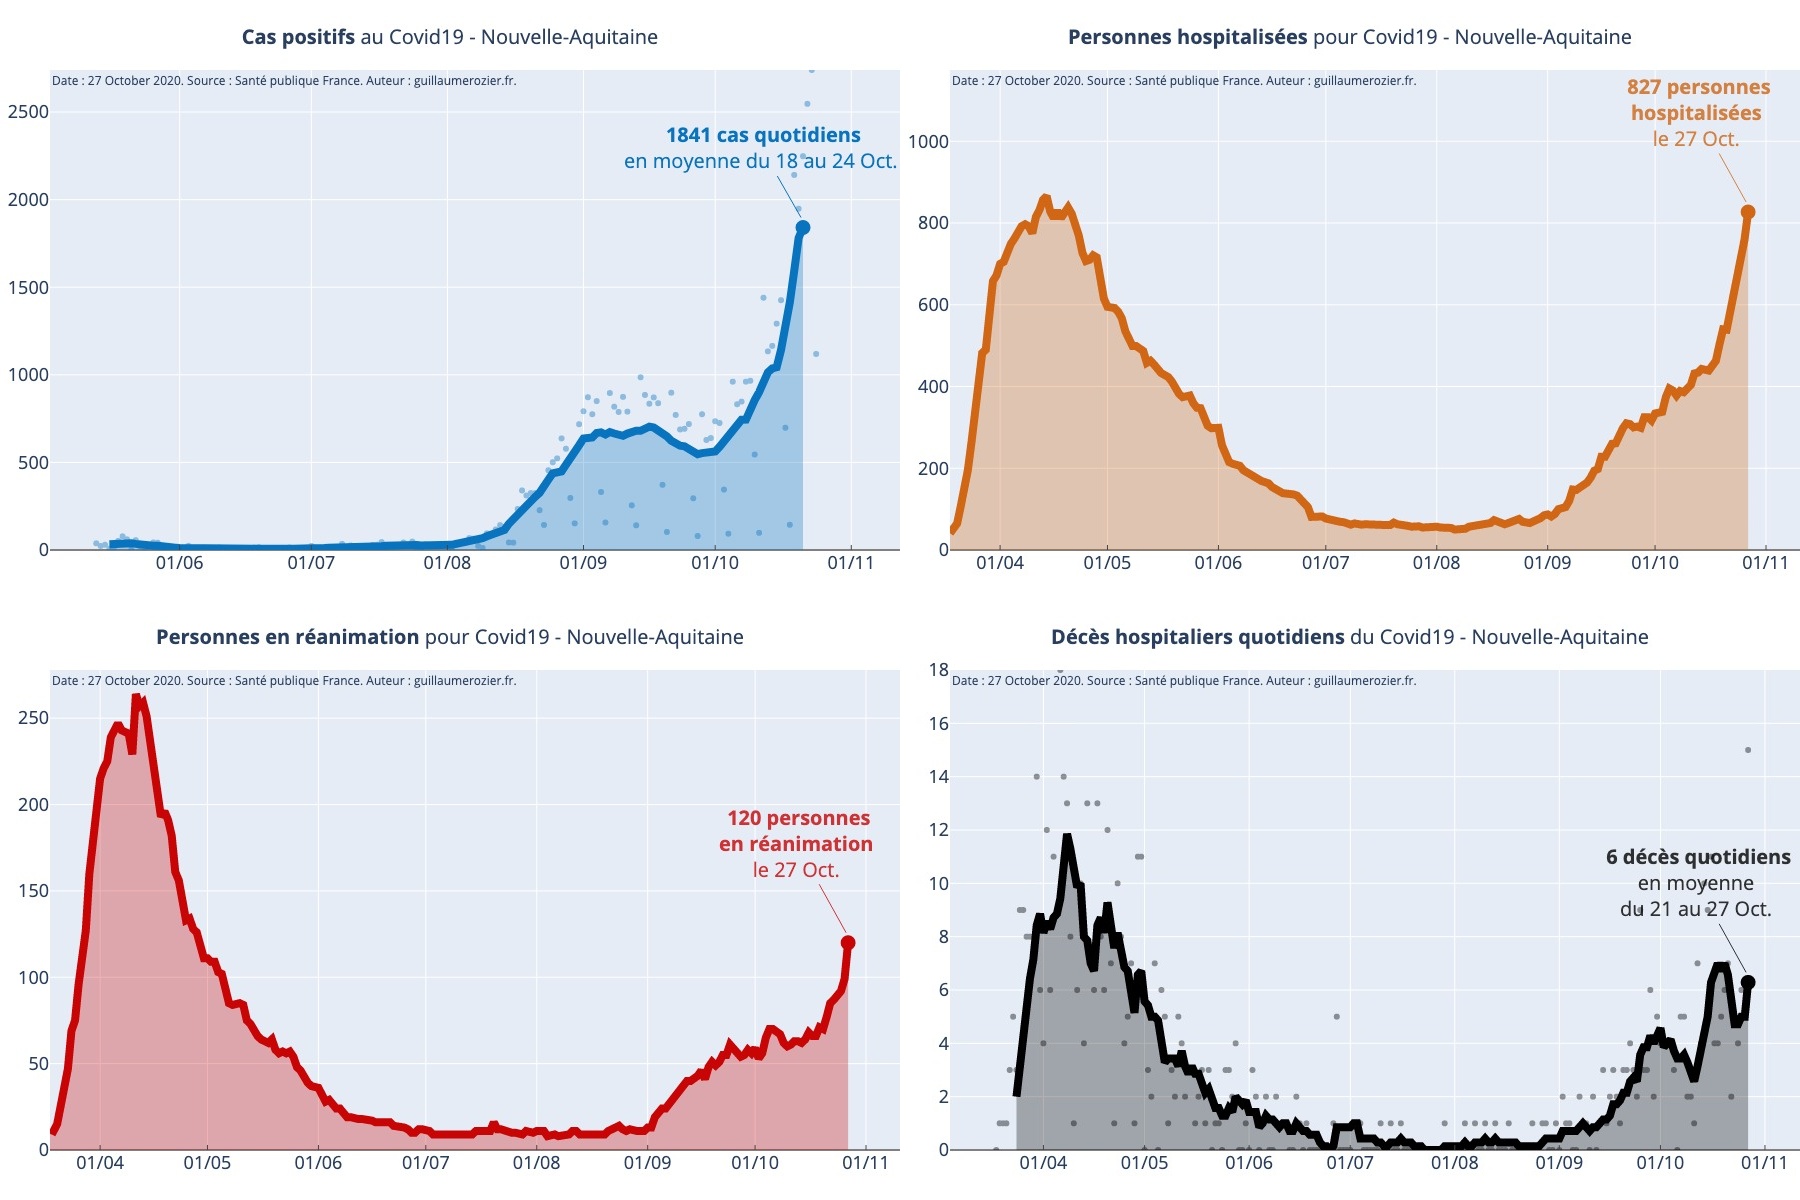 Cas positifs au Covid19 - Nouvelle-Aquitaine
Date : 27 October 2020. Source : Santé publique France. Auteur : guillaumerozier.fr.
1841 cas quotidiens
en moyenne du 18 au 24 Oct.
2500
2000
1500
1000
500
0
01/06 01/07 01/08 01/09 01/10 01/11
Personnes hospitalisées pour Covid19 - Nouvelle-Aquitaine
Date : 27 October 2020. Source : Santé publique France. Auteur : guillaumerozier.fr.
827 personnes
hospitalisées
le 27 Oct.
1000
800
600
400
200
0
01/04 01/05 01/06 01/07 01/08 01/09 01/10 01/11
Personnes en réanimation pour Covid19 - Nouvelle-Aquitaine
Date : 27 October 2020. Source : Santé publique France. Auteur : guillaumerozier.fr.
120 personnes
en réanimation
le 27 Oct.
250
200
150
100
50
0
01/04 01/05 01/06 01/07 01/08 01/09 01/10 01/11
Décès hospitaliers quotidiens du Covid19 - Nouvelle-Aquitaine
Date : 27 October 2020. Source : Santé publique France. Auteur : guillaumerozier.fr.
6 décès quotidiens
en moyenne
du 21 au 27 Oct.
18
16
14
12
10
8
6
4
2
0
01/04 01/05 01/06 01/07 01/08 01/09 01/10 01/11